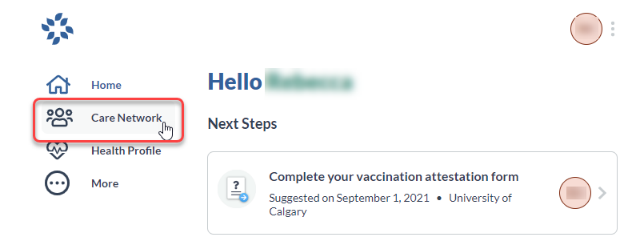 Home
Care Network
Health Profile
More
Hello
Next Steps
Complete your vaccination attestation form
Suggested on September 1, 2021 • University of
Calgary